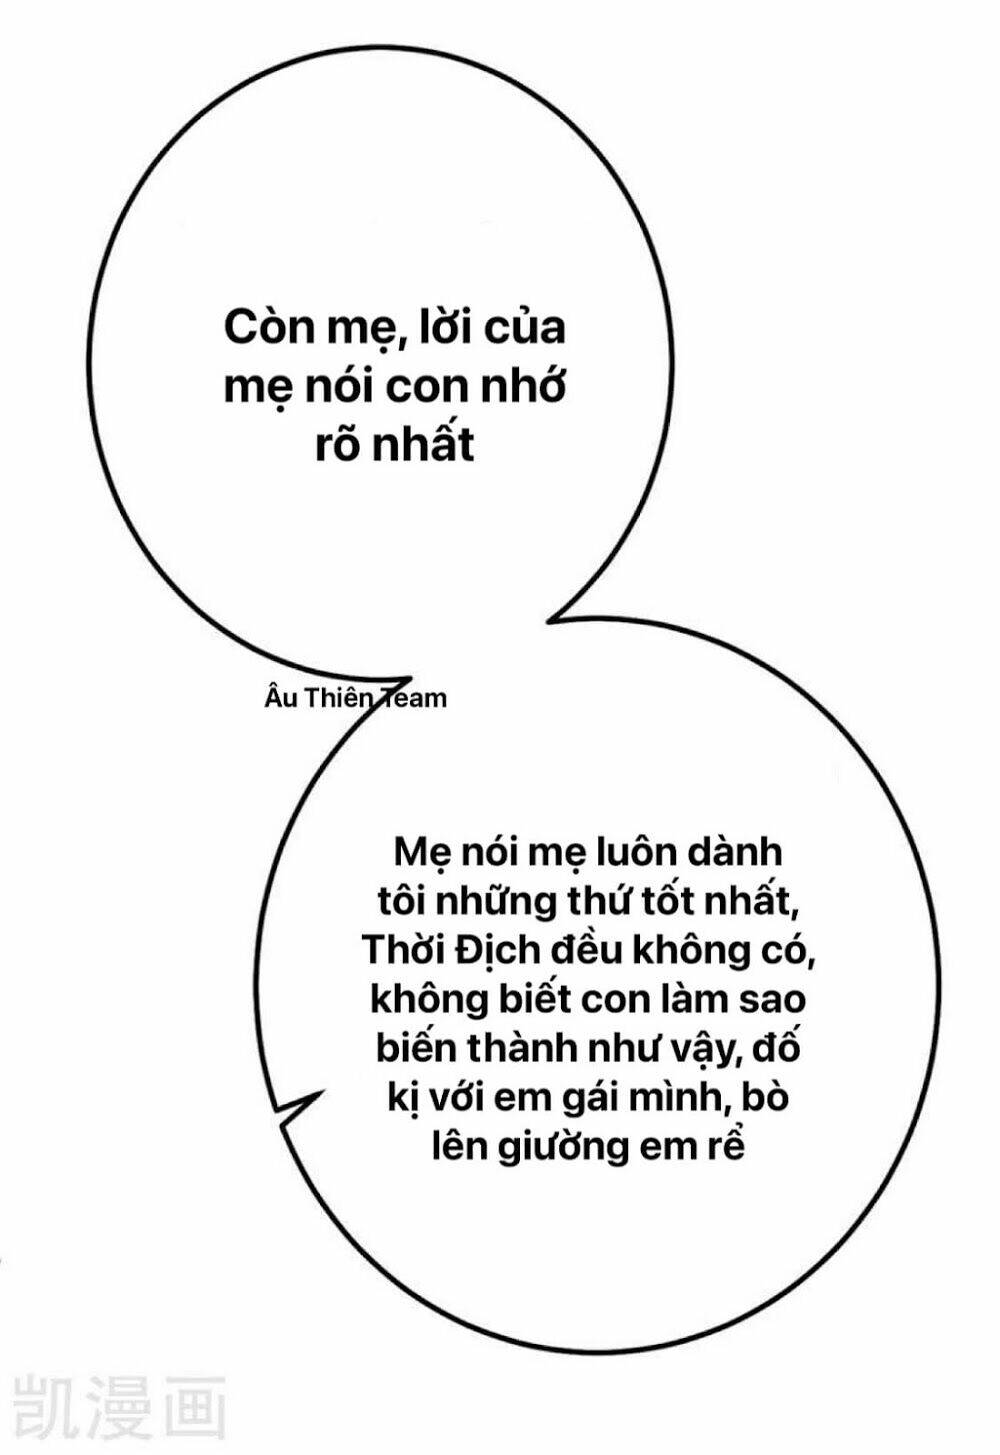 Còn mẹ, lời của
mẹ nói con nhớ
rõ nhất
Âu Thiên Team
Mẹ nói mẹ luôn dành
tôi những thứ tốt nhất,
Thời Địch đều không có,
không biết con làm sao
biến thành như vậy, đố
kị với em gái mình, bò
lên giường em rể
凯漫画